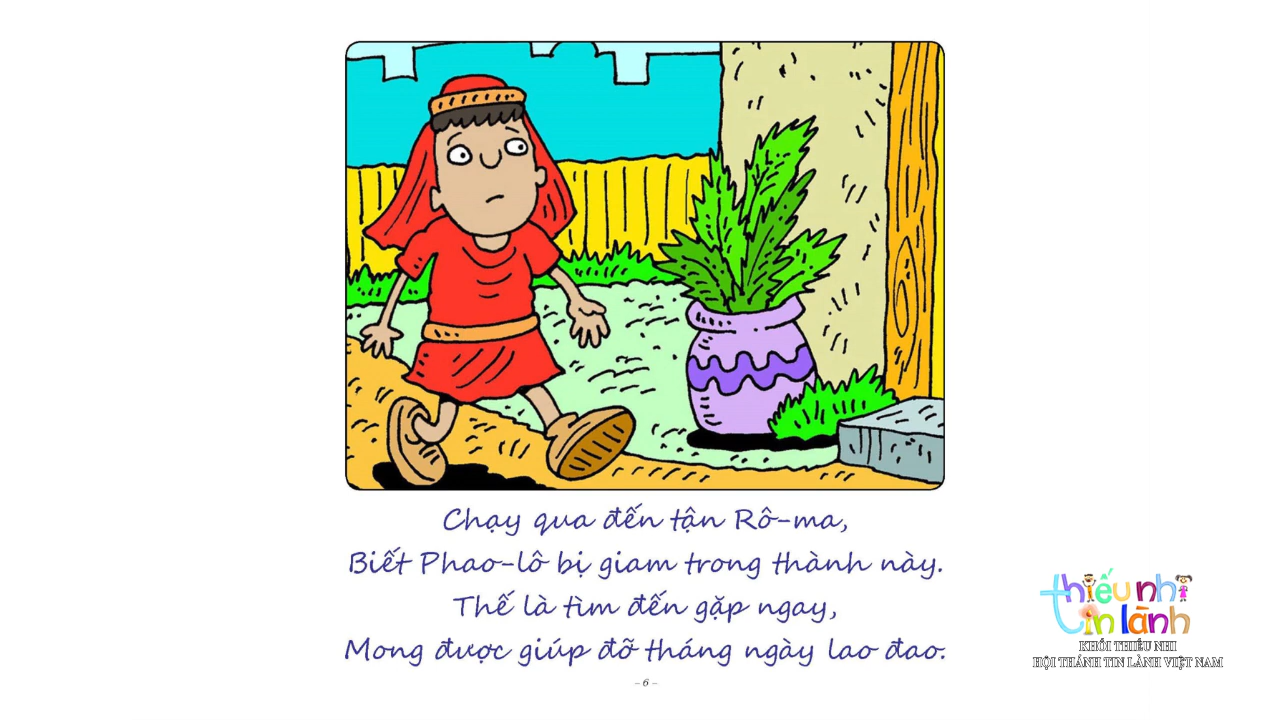 Chạy qua đến tận Rô-ma,
Biết Phao-lô bị giam trong thành này.
Thế là tìm đến gặp ngay,
Mong được giúp đỡ tháng ngày lao đao.
– 6 –
thiếu nhi
tin lành
KHỐI THIẾU NHI
HỘI THÁNH TIN LÀNH VIỆT NAM